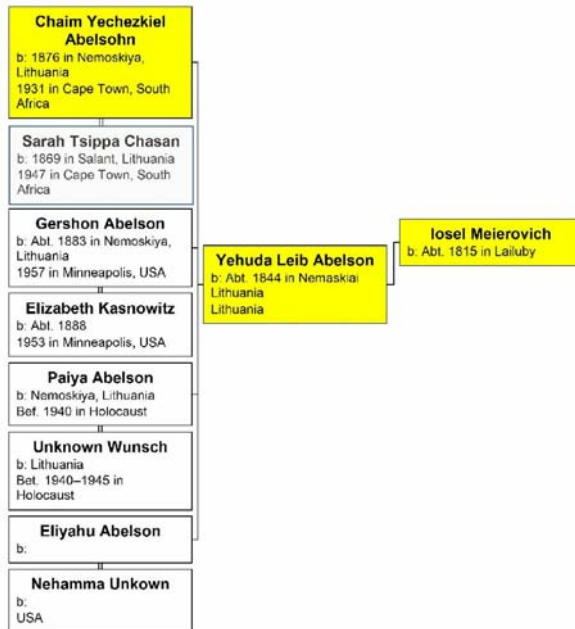 Chaim Yechezkiel
Abelsohn
b: 1876 in Nemoskiya,
Lithuania
1931 in Cape Town, South
Africa
Sarah Tsippa Chasan
b: 1869 in Salant, Lithuania
1947 in Cape Town, South
Africa
Gershon Abelson
b: Abt. 1883 in Nemoskiya,
Lithuania
1957 in Minneapolis, USA
Elizabeth Kasnowitz
b: Abt. 1888
1953 in Minneapolis, USA
Paiya Abelson
b: Nemoskiya, Lithuania
Bef. 1940 in Holocaust
Unknown Wunsch
b: Lithuania
Bet. 1940–1945 in
Holocaust
Eliyahu Abelson
b:
Nehamma Unkown
b:
USA
Yehuda Leib Abelson
b: Abt. 1844 in Nemaskiai
Lithuania
Lithuania
Iosel Meierovich
b: Abt. 1815 in Lailuby